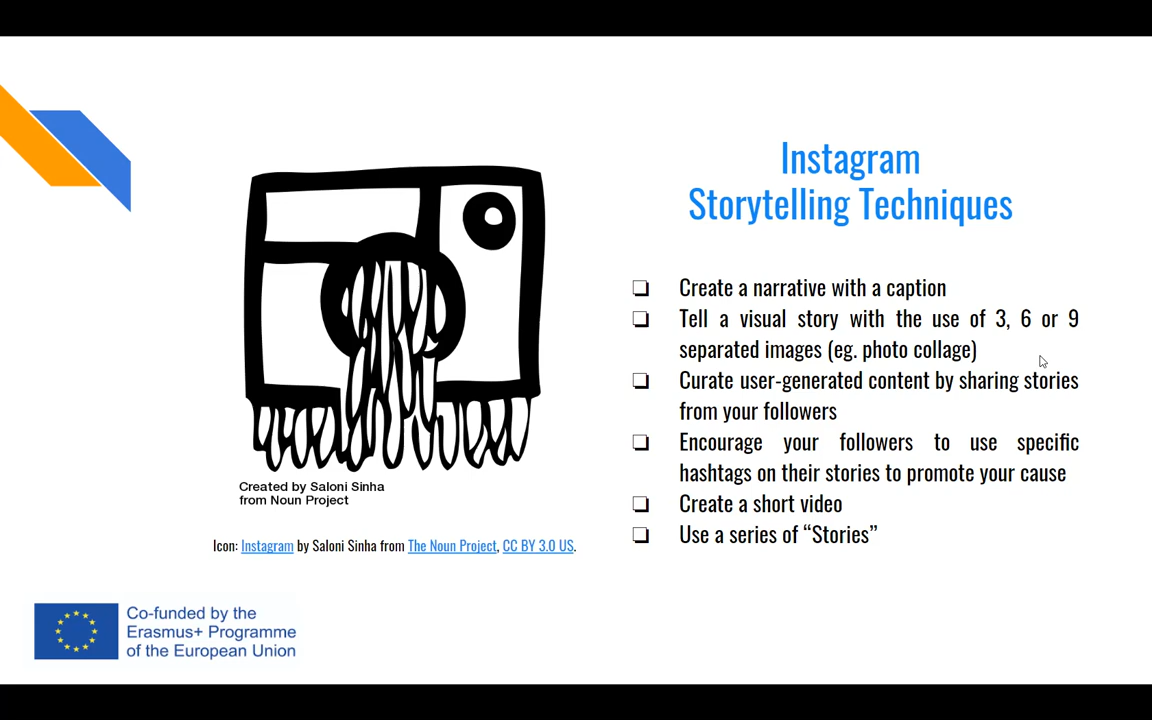 Instagram
Storytelling Techniques
❏ Create a narrative with a caption
❏ Tell a visual story with the use of 3, 6 or 9
separated images (eg. photo collage)
❏ Curate user-generated content by sharing stories
from your followers
❏ Encourage your followers to use specific
hashtags on their stories to promote your cause
❏ Create a short video
❏ Use a series of “Stories”
Created by Saloni Sinha
from Noun Project
Icon: Instagram by Saloni Sinha from The Noun Project, CC BY 3.0 US.
Co-funded by the
Erasmus+ Programme
of the European Union